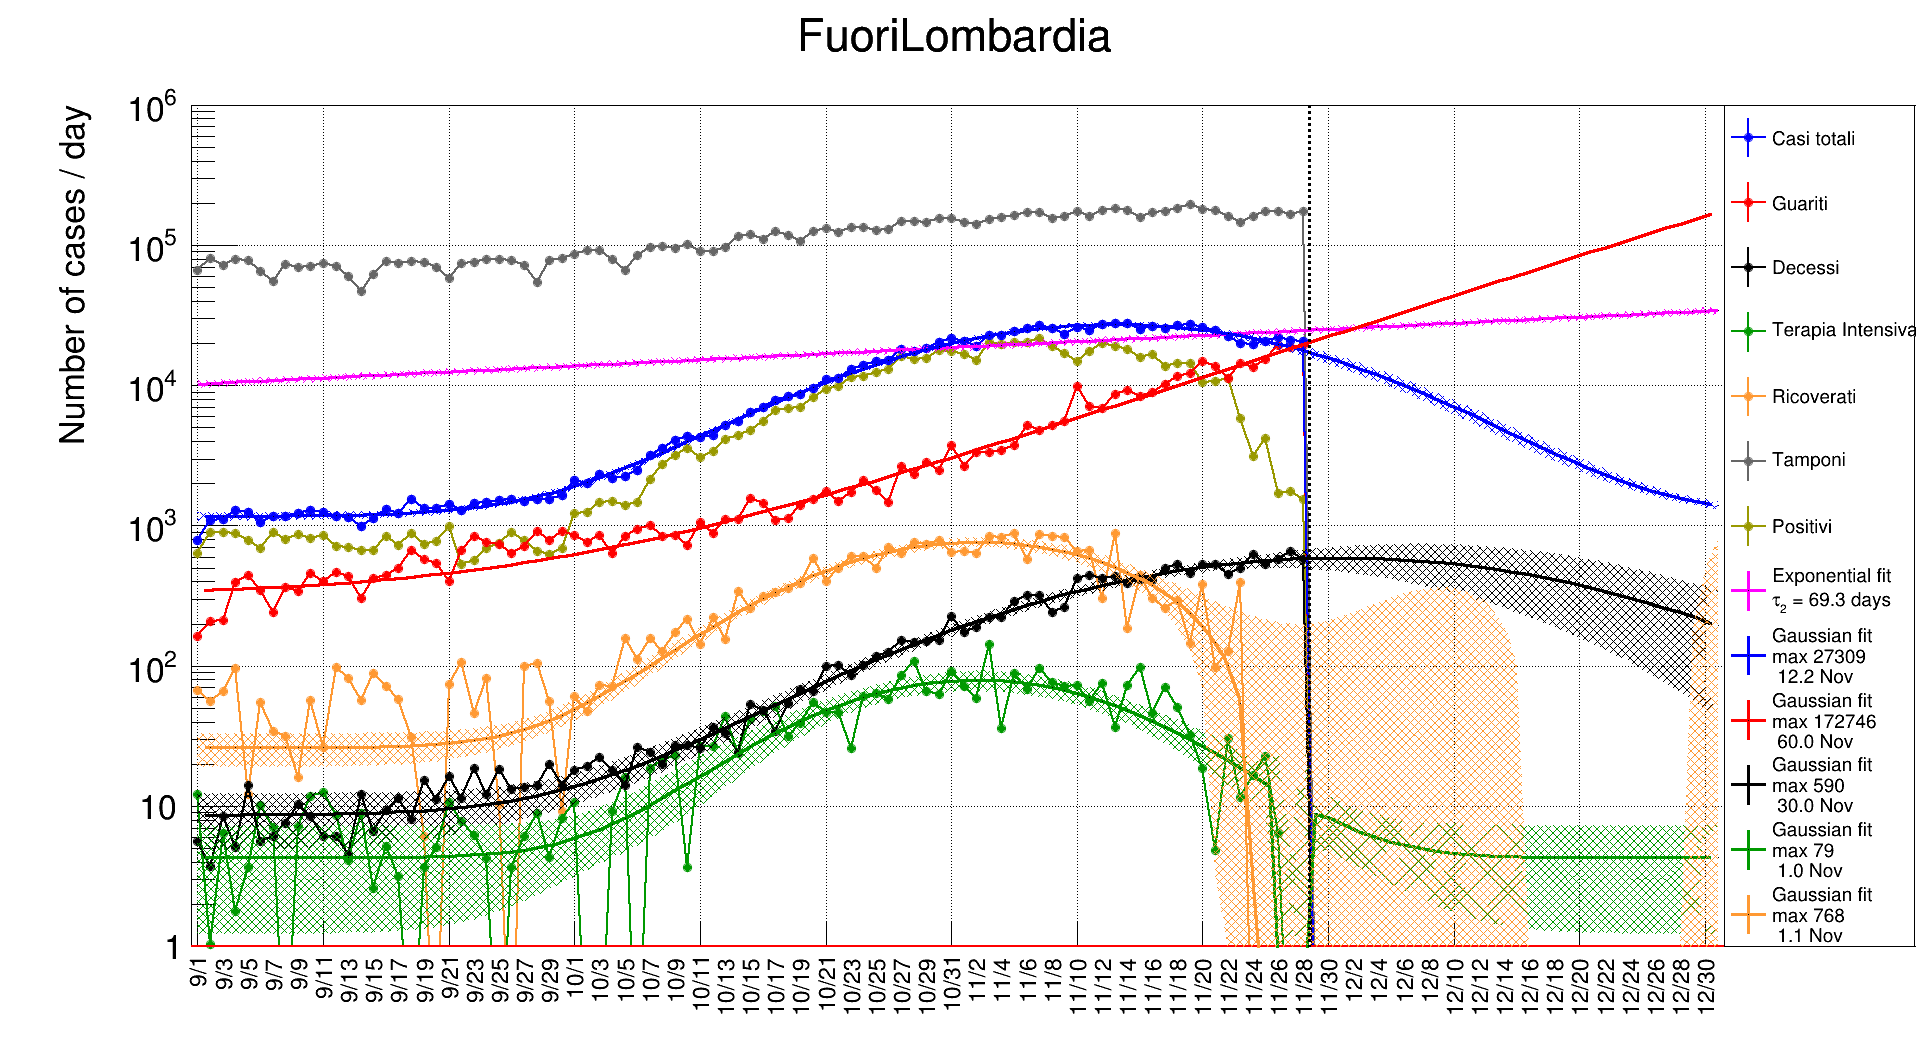 FuoriLombardia
Number of cases / day
10^6
10^5
10^4
10^3
10^2
10
1
9/1
9/3
9/5
9/7
9/9
9/11
9/13
9/15
9/17
9/19
9/21
9/23
9/25
9/27
9/29
10/1
10/3
10/5
10/7
10/9
10/11
10/13
10/15
10/17
10/19
10/21
10/23
10/25
10/27
10/29
10/31
11/2
11/4
11/6
11/8
11/10
11/12
11/14
11/16
11/18
11/20
11/22
11/24
11/26
11/28
11/30
12/2
12/4
12/6
12/8
12/10
12/12
12/14
12/16
12/18
12/20
12/22
12/24
12/26
12/28
12/30
Casi totali
Guariti
Decessi
Terapia Intensiva
Ricoverati
Tamponi
Positivi
Exponential fit
τ2 = 69.3 days
Gaussian fit
max 27309
12.2 Nov
Gaussian fit
max 172746
60.0 Nov
Gaussian fit
max 590
30.0 Nov
Gaussian fit
max 79
1.0 Nov
Gaussian fit
max 768
1.1 Nov